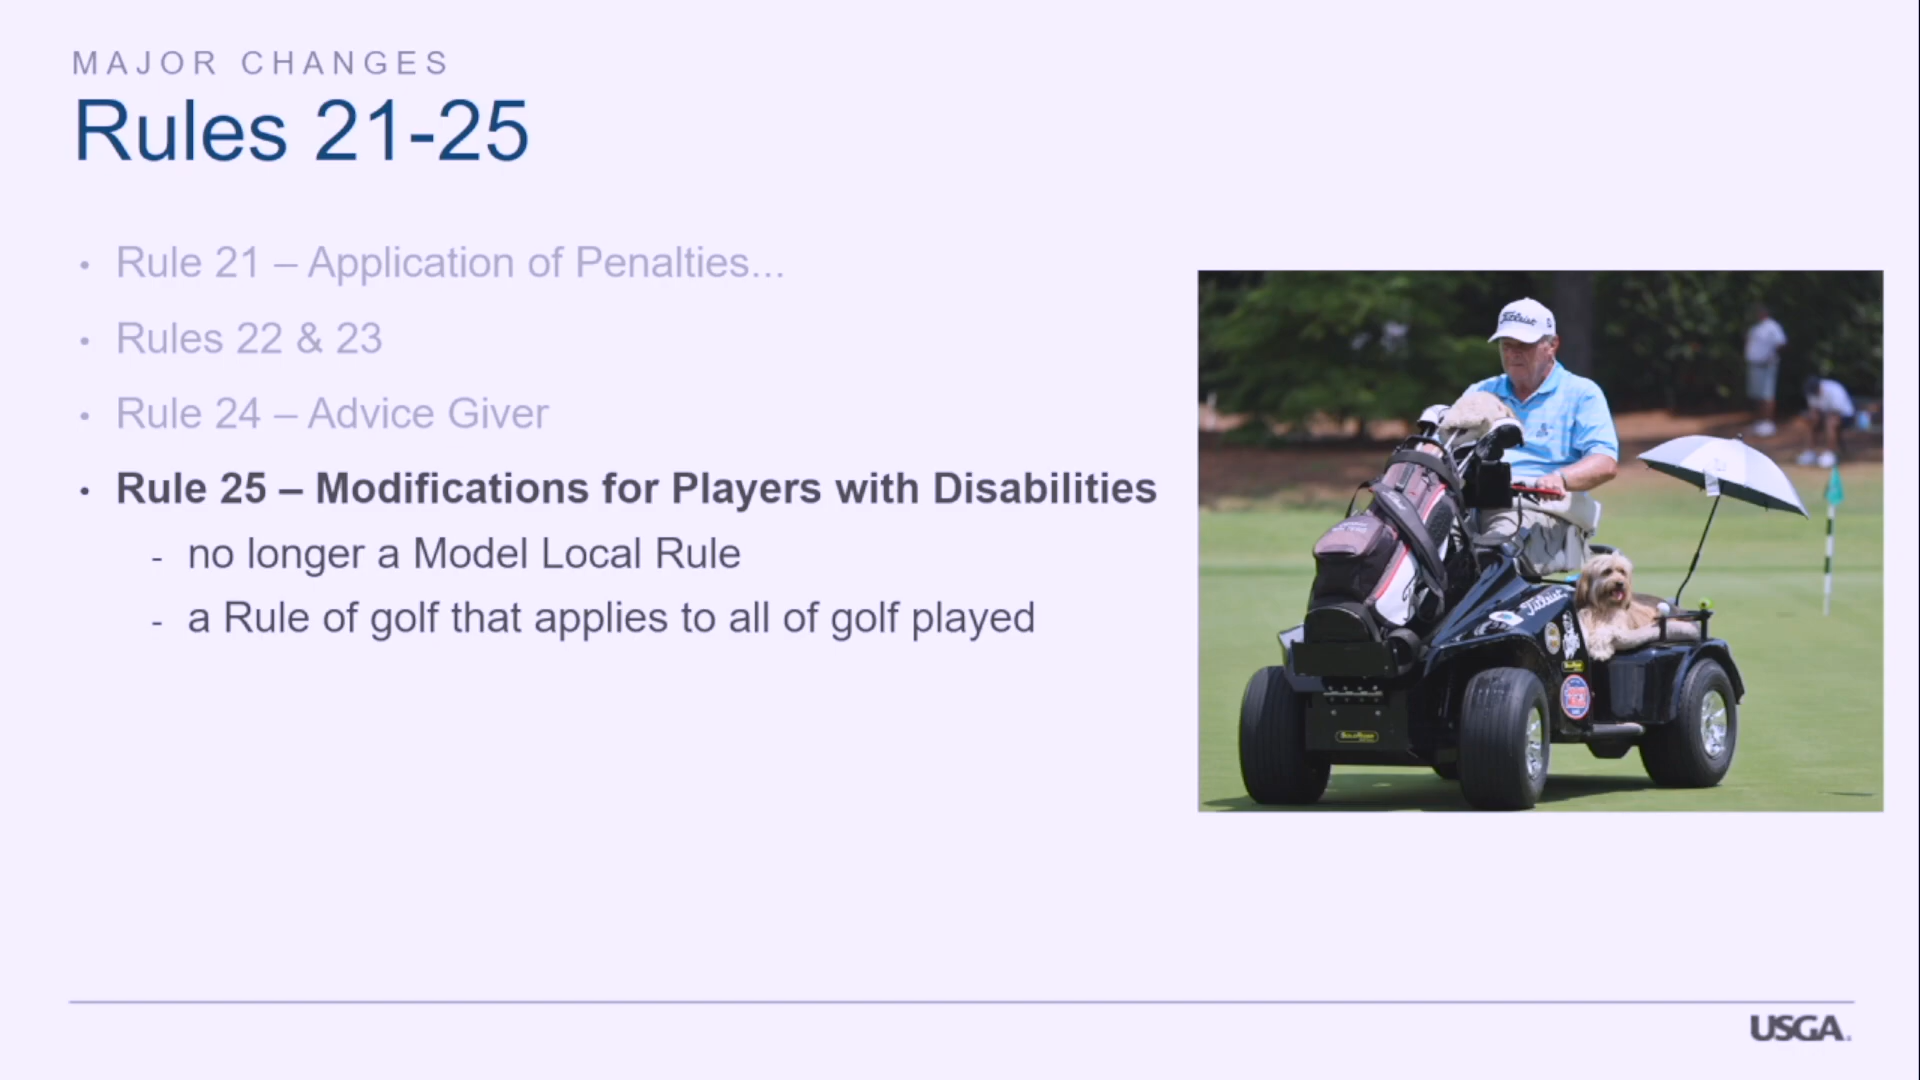 MAJOR CHANGES
Rules 21-25
• Rule 21 – Application of Penalties...
• Rules 22 & 23
• Rule 24 – Advice Giver
• Rule 25 – Modifications for Players with Disabilities
- no longer a Model Local Rule
- a Rule of golf that applies to all of golf played
Titleist
Titleist
USGA.